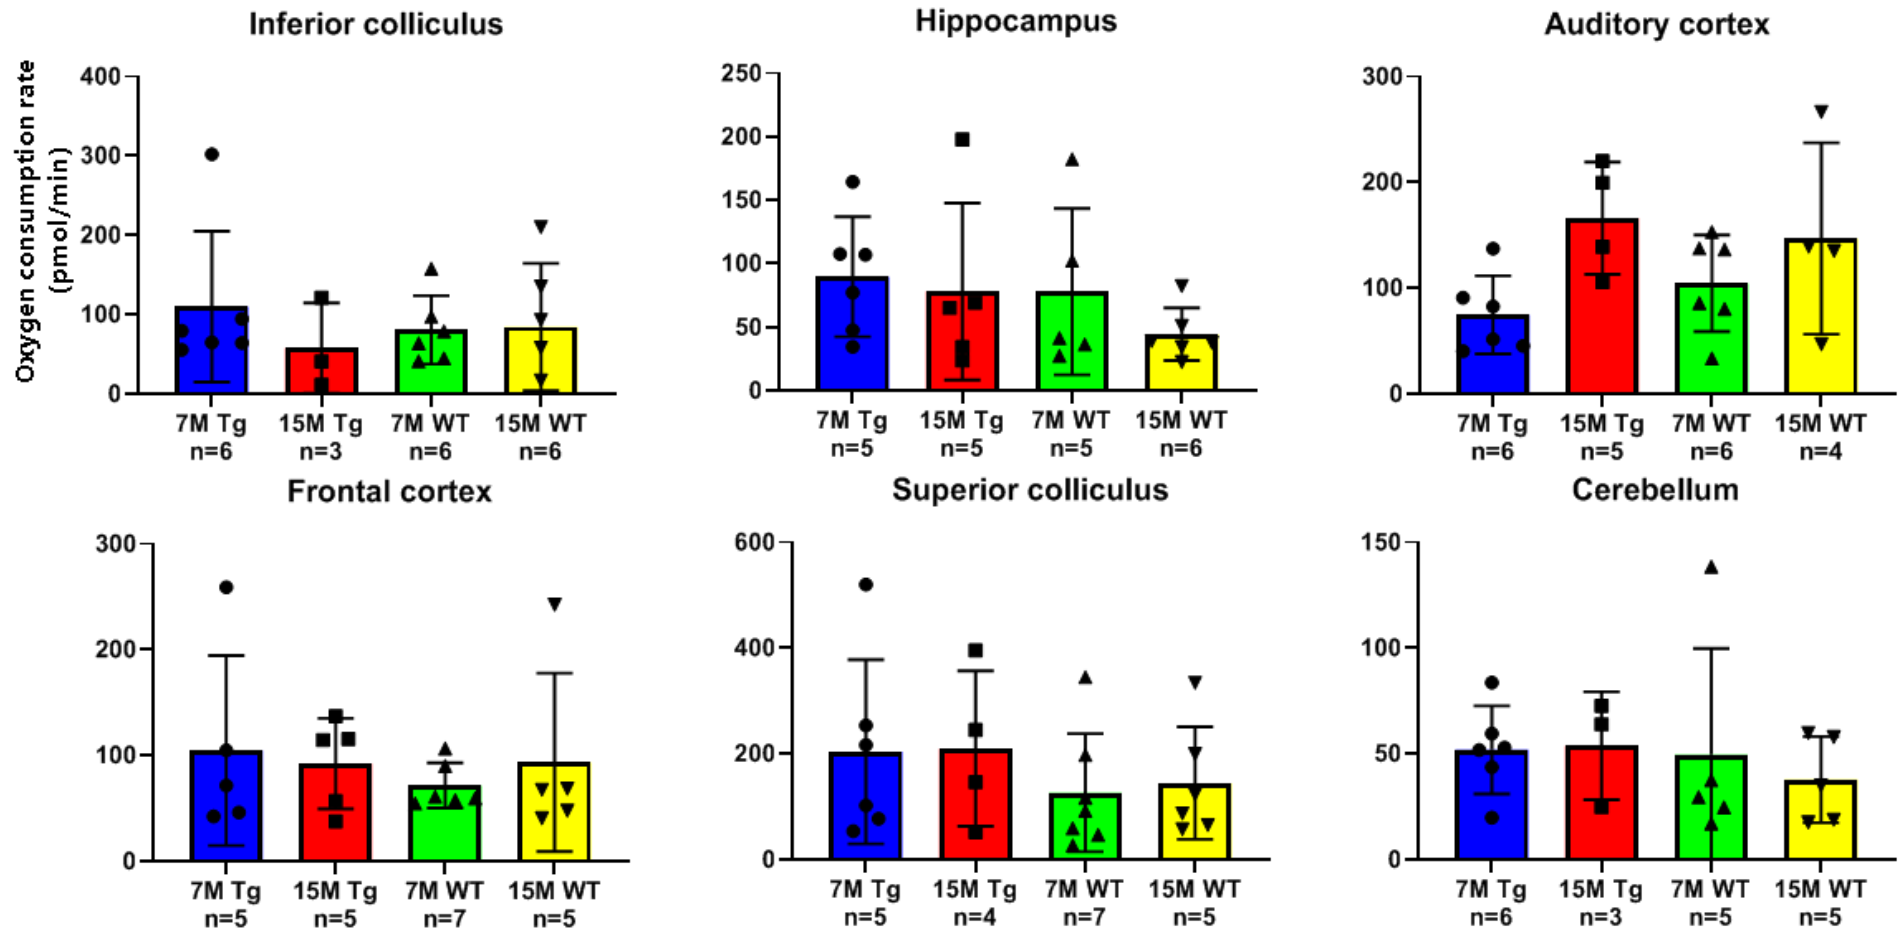 Inferior colliculus
Hippocampus
Auditory cortex
Oxygen consumption rate
(pmol/min)
400
300
200
100
0
7M Tg 15M Tg 7M WT 15M WT
n=6 n=3 n=6 n=6
250
200
150
100
50
0
7M Tg 15M Tg 7M WT 15M WT
n=5 n=5 n=5 n=6
300
200
100
0
7M Tg 15M Tg 7M WT 15M WT
n=6 n=5 n=6 n=4
Frontal cortex
Superior colliculus
Cerebellum
300
200
100
0
7M Tg 15M Tg 7M WT 15M WT
n=5 n=5 n=7 n=5
600
400
200
0
7M Tg 15M Tg 7M WT 15M WT
n=5 n=4 n=7 n=5
150
100
50
0
7M Tg 15M Tg 7M WT 15M WT
n=6 n=3 n=5 n=5